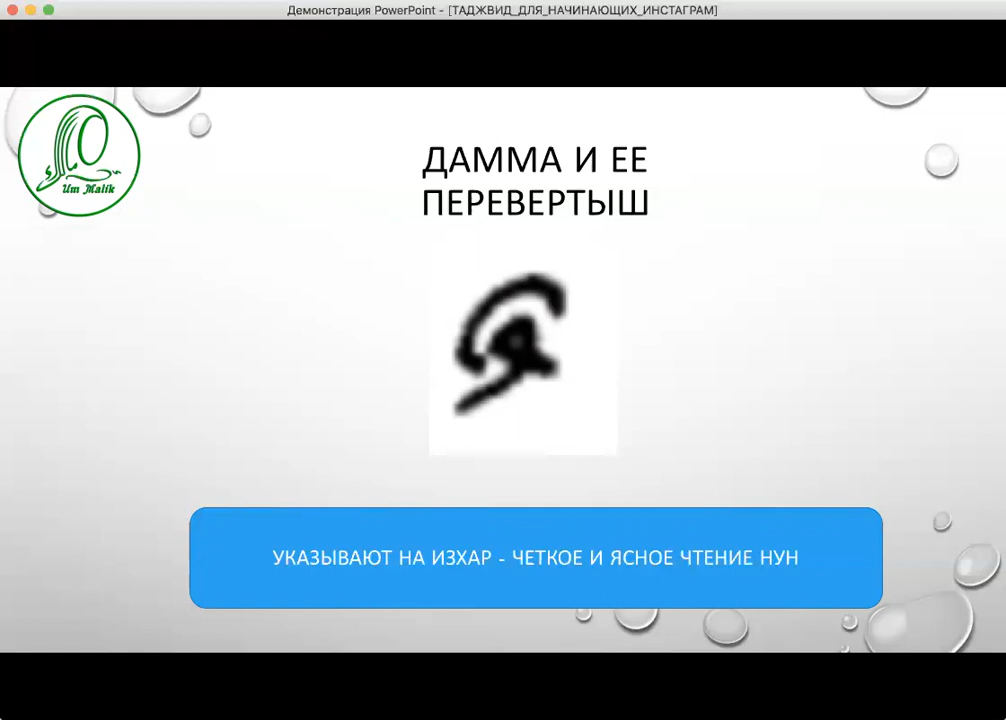 Демонстрация PowerPoint - [ТАДЖВИД_ДЛЯ_НАЧИНАЮЩИХ_ИНСТАГРАМ]
Um Malik
ДАММА И ЕЕ
ПЕРЕВЕРТЫШ
УКАЗЫВАЮТ НА ИЗХАР - ЧЕТКОЕ И ЯСНОЕ ЧТЕНИЕ НУН